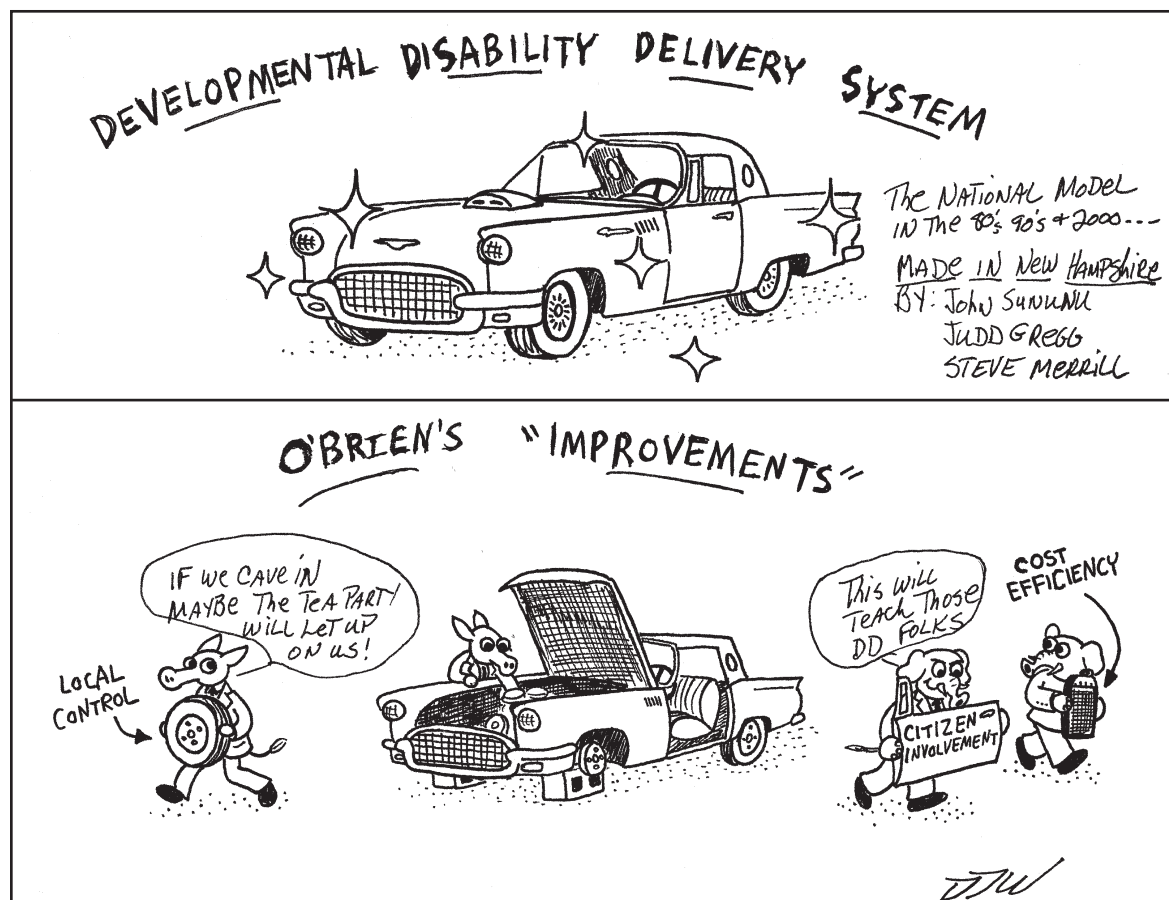 DEVELOPMENTAL DISABILITY DELIVERY SYSTEM
The NATIONAL MODEL
IN The 80's 90's + 2000----
MADE IN NEW HAMPSHIRE
BY: JOHN SUNUNU
JUDD GREGG
STEVE MERRILL
O'BRIEN'S "IMPROVEMENTS"
IF WE CAVE IN
MAYBE The TEA PARTY
WILL LET UP
ON US!
LOCAL
CONTROL
This WILL
TEACH Those
DD FOLKS
CITIZEN
INVOLVEMENT
COST
EFFICIENCY
DJW